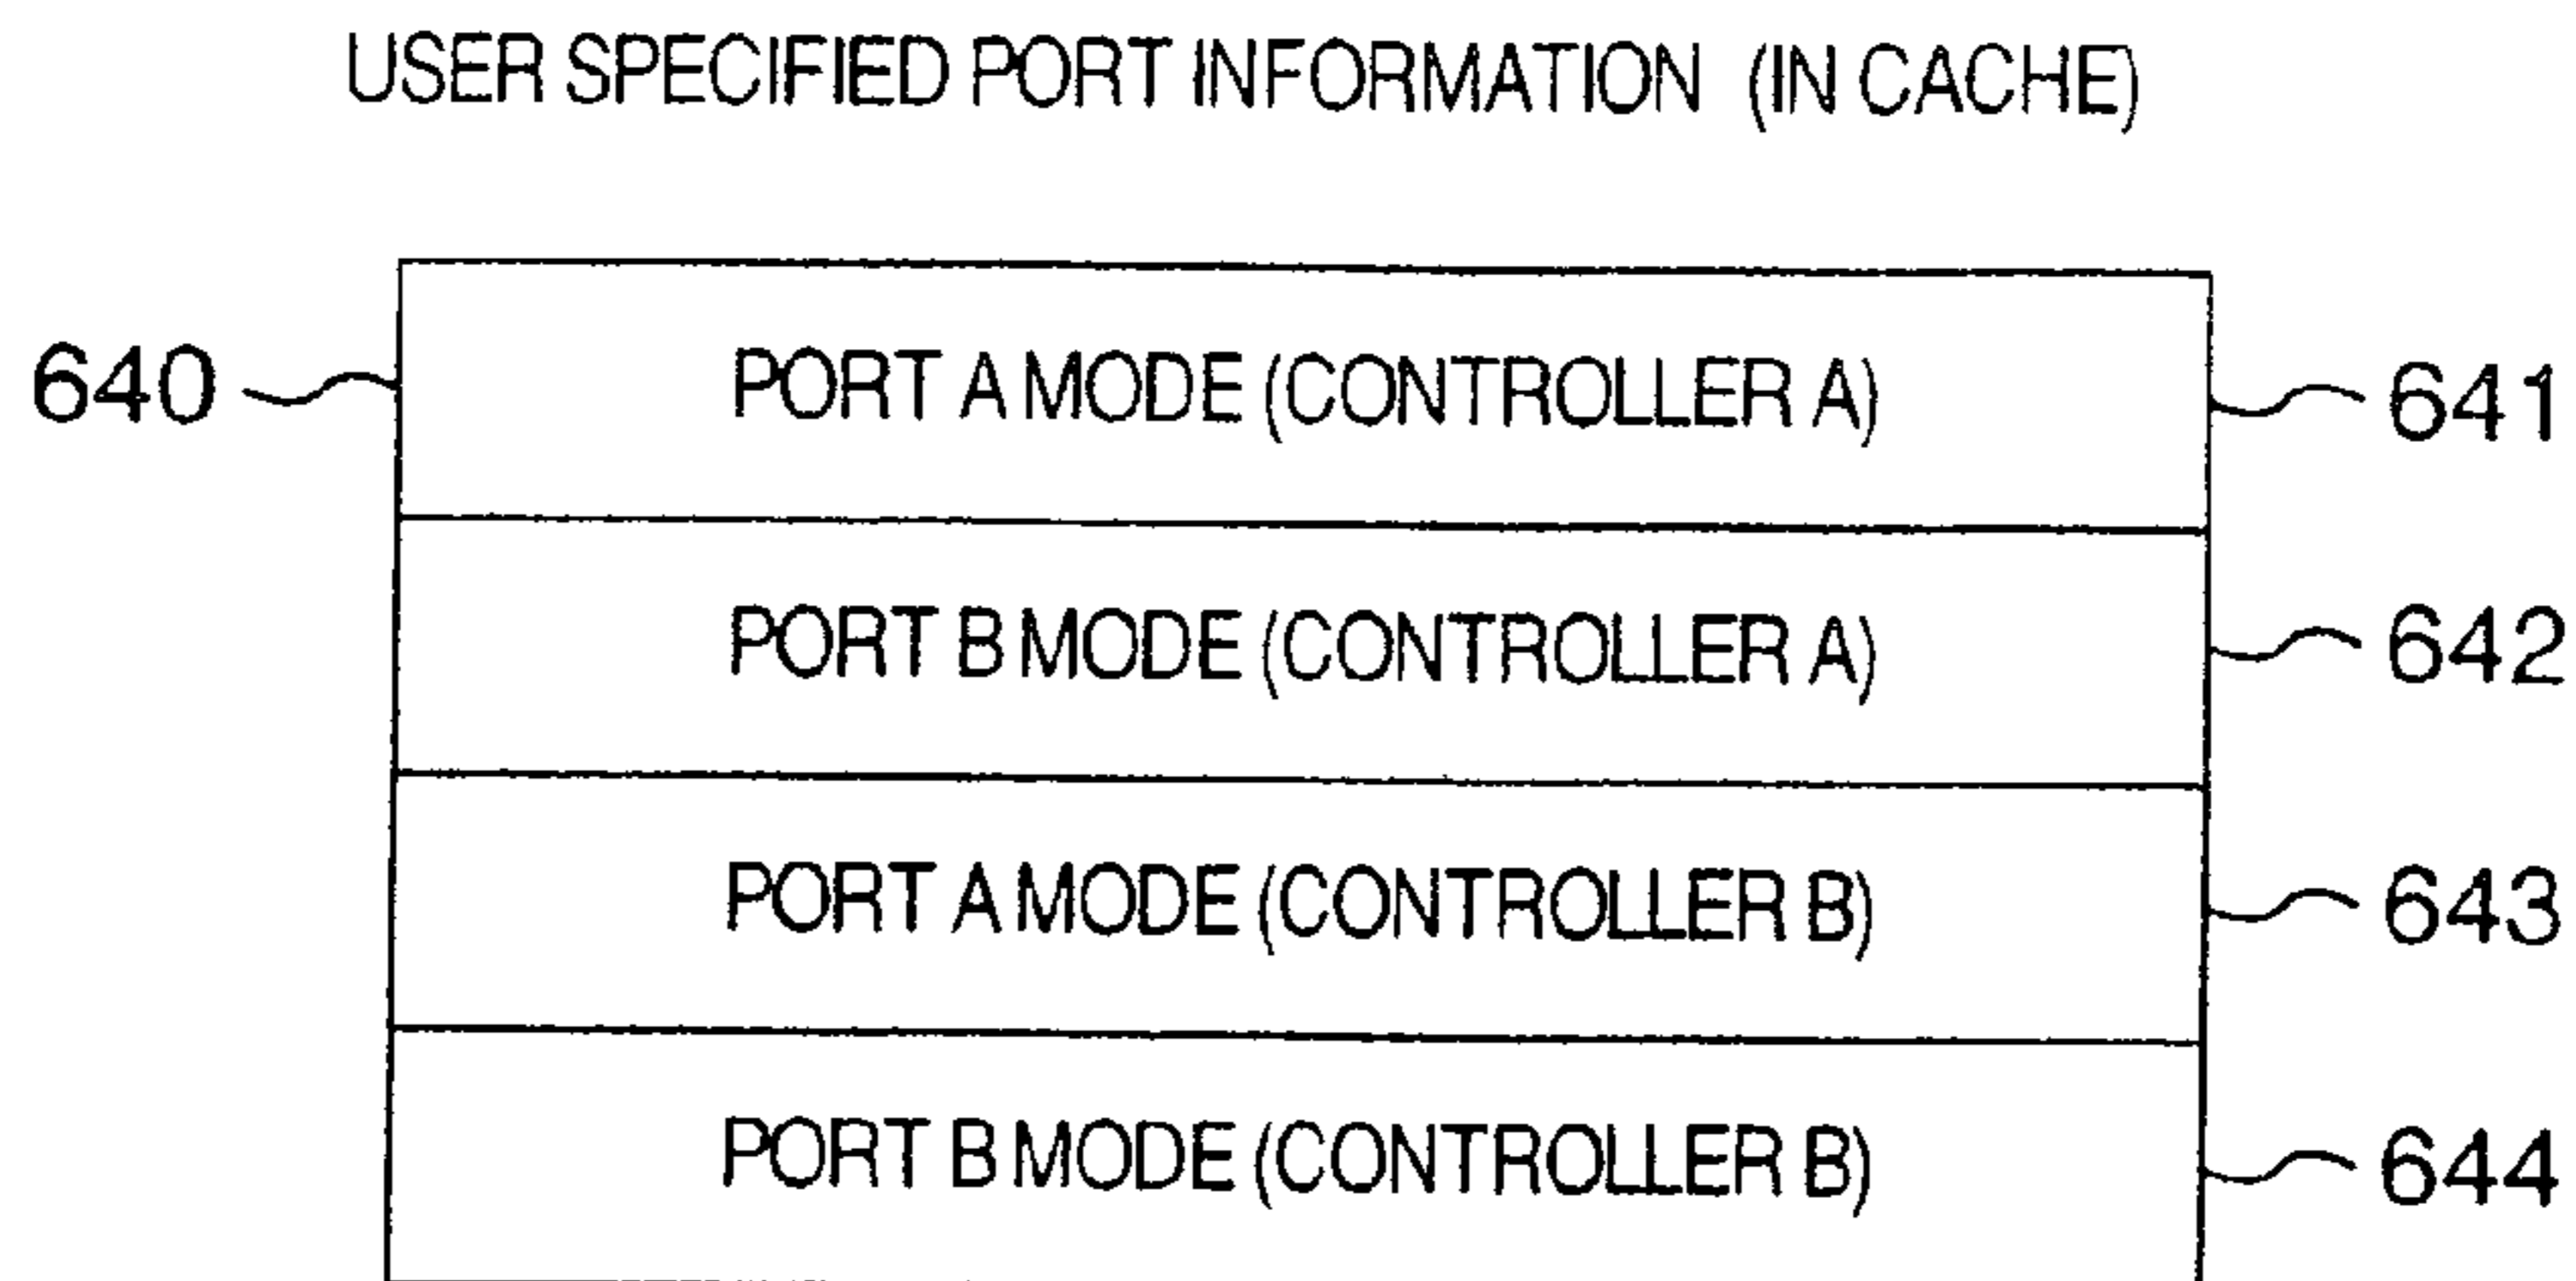 USER SPECIFIED PORT INFORMATION (IN CACHE)
640 PORT A MODE (CONTROLLER A) 641
PORT B MODE (CONTROLLER A) 642
PORT A MODE (CONTROLLER B) 643
PORT B MODE (CONTROLLER B) 644